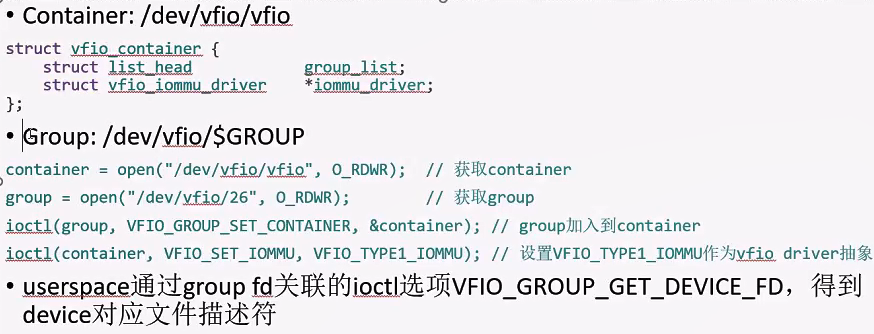 • Container: /dev/vfio/vfio
struct vfio_container {
struct list_head group_list;
struct vfio_iommu_driver *iommu_driver;
};
• Group: /dev/vfio/$GROUP
container = open("/dev/vfio/vfio", O_RDWR); // 获取container
group = open("/dev/vfio/26", O_RDWR); // 获取group
ioctl(group, VFIO_GROUP_SET_CONTAINER, &container); // group加入到container
ioctl(container, VFIO_SET_IOMMU, VFIO_TYPE1_IOMMU); // 设置VFIO_TYPE1_IOMMU作为vfio driver抽象
• userspace通过group fd关联的ioctl选项VFIO_GROUP_GET_DEVICE_FD，得到
device对应文件描述符